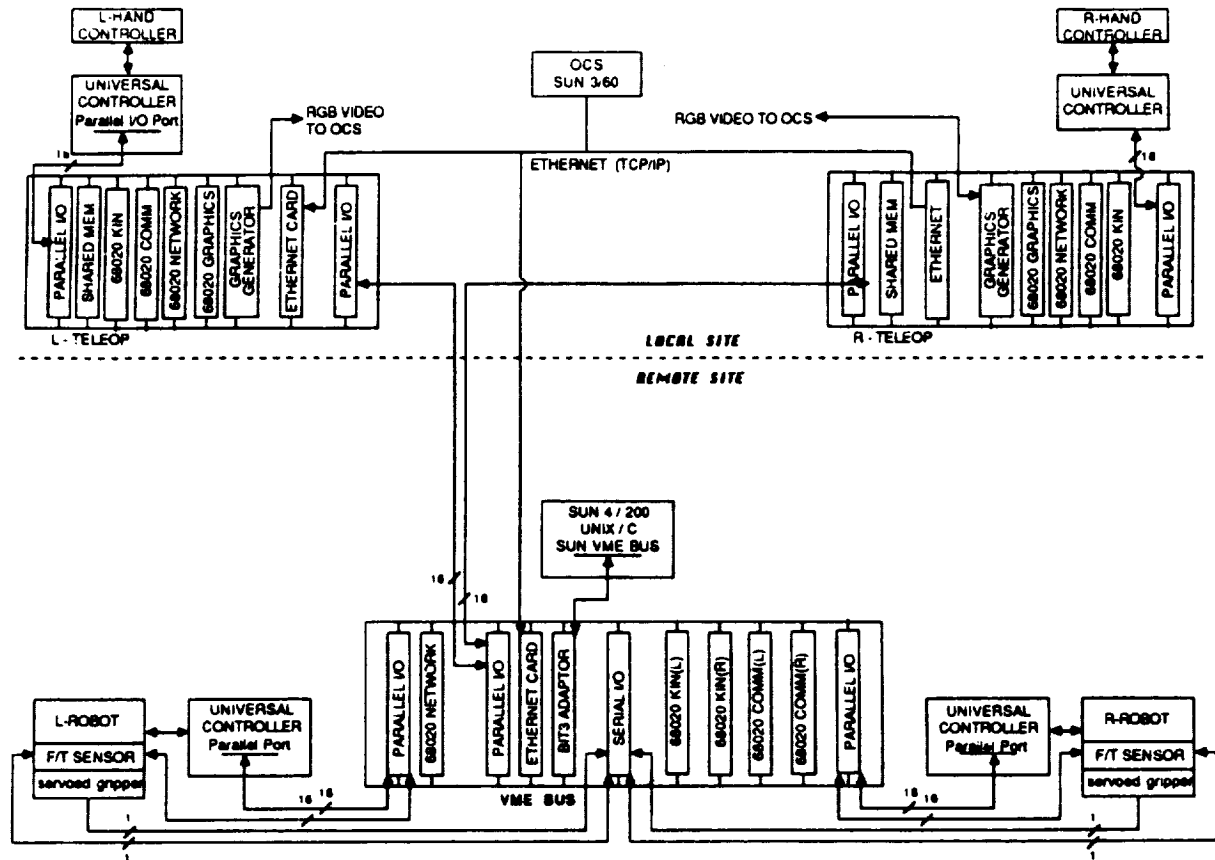 L-HAND
CONTROLLER
R-HAND
CONTROLLER
OCS
SUN 3/60
UNIVERSAL
CONTROLLER
Parallel I/O Port
UNIVERSAL
CONTROLLER
RGB VIDEO
TO OCS
RGB VIDEO TO OCS
16
16
ETHERNET (TCP/IP)
PARALLEL I/O
SHARED MEM
68020 KIN
68020 COMM
68020 NETWORK
68020 GRAPHICS
GRAPHICS
GENERATOR
ETHERNET CARD
PARALLEL I/O
PARALLEL I/O
SHARED MEM
ETHERNET
GRAPHICS
GENERATOR
68020 GRAPHICS
68020 NETWORK
68020 COMM
68020 KIN
PARALLEL I/O
L - TELEOP
LOCAL SITE
R - TELEOP
REMOTE SITE
SUN 4 / 200
UNIX / C
SUN VME BUS
16
16
PARALLEL I/O
68020 NETWORK
PARALLEL I/O
ETHERNET CARD
BIT3 ADAPTOR
SERIAL I/O
68020 KIN(L)
68020 KIN(R)
68020 COMM(L)
68020 COMM(R)
PARALLEL I/O
L-ROBOT
F/T SENSOR
servoed gripper
UNIVERSAL
CONTROLLER
Parallel Port
UNIVERSAL
CONTROLLER
Parallel Port
R-ROBOT
F/T SENSOR
servoed gripper
VME BUS
16
16
16
16
1
1
1
1